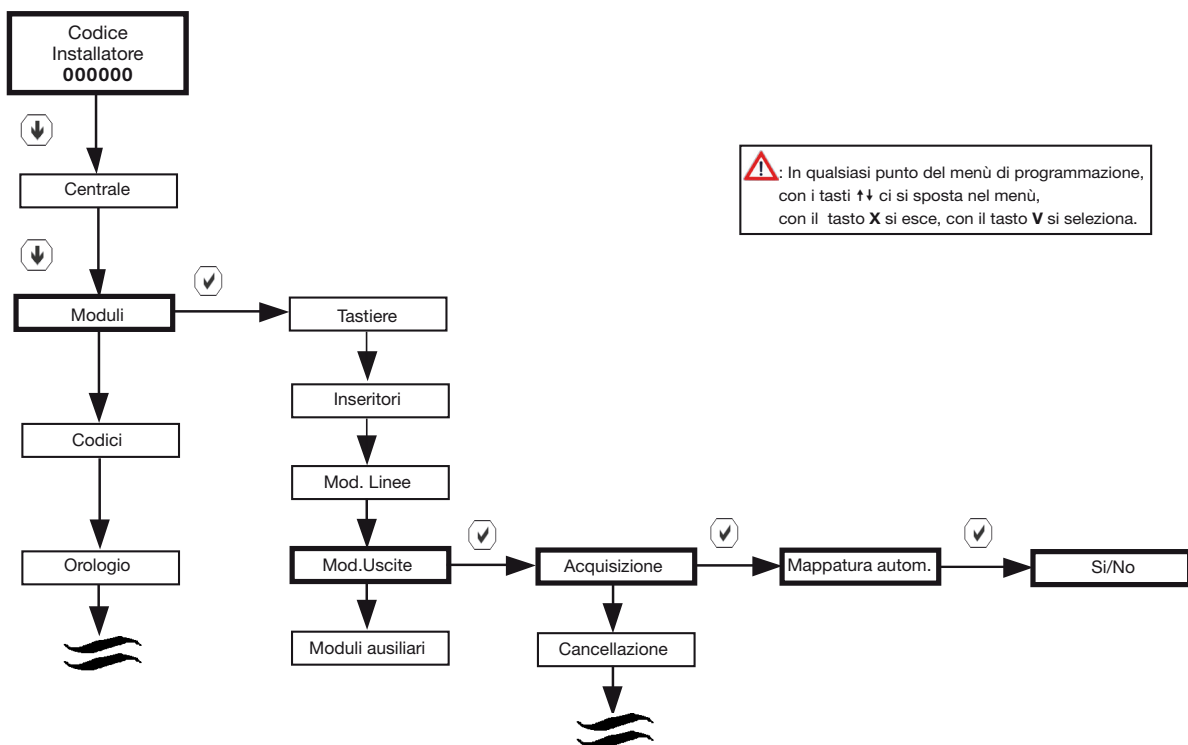 Codice
Installatore
000000
Centrale
: In qualsiasi punto del menù di programmazione,
con i tasti ↑↓ ci si sposta nel menù,
con il tasto X si esce, con il tasto V si seleziona.
Moduli
Tastiere
Inseritori
Codici
Mod. Linee
Orologio
Mod.Uscite
Acquisizione
Mappatura autom.
Si/No
Moduli ausiliari
Cancellazione